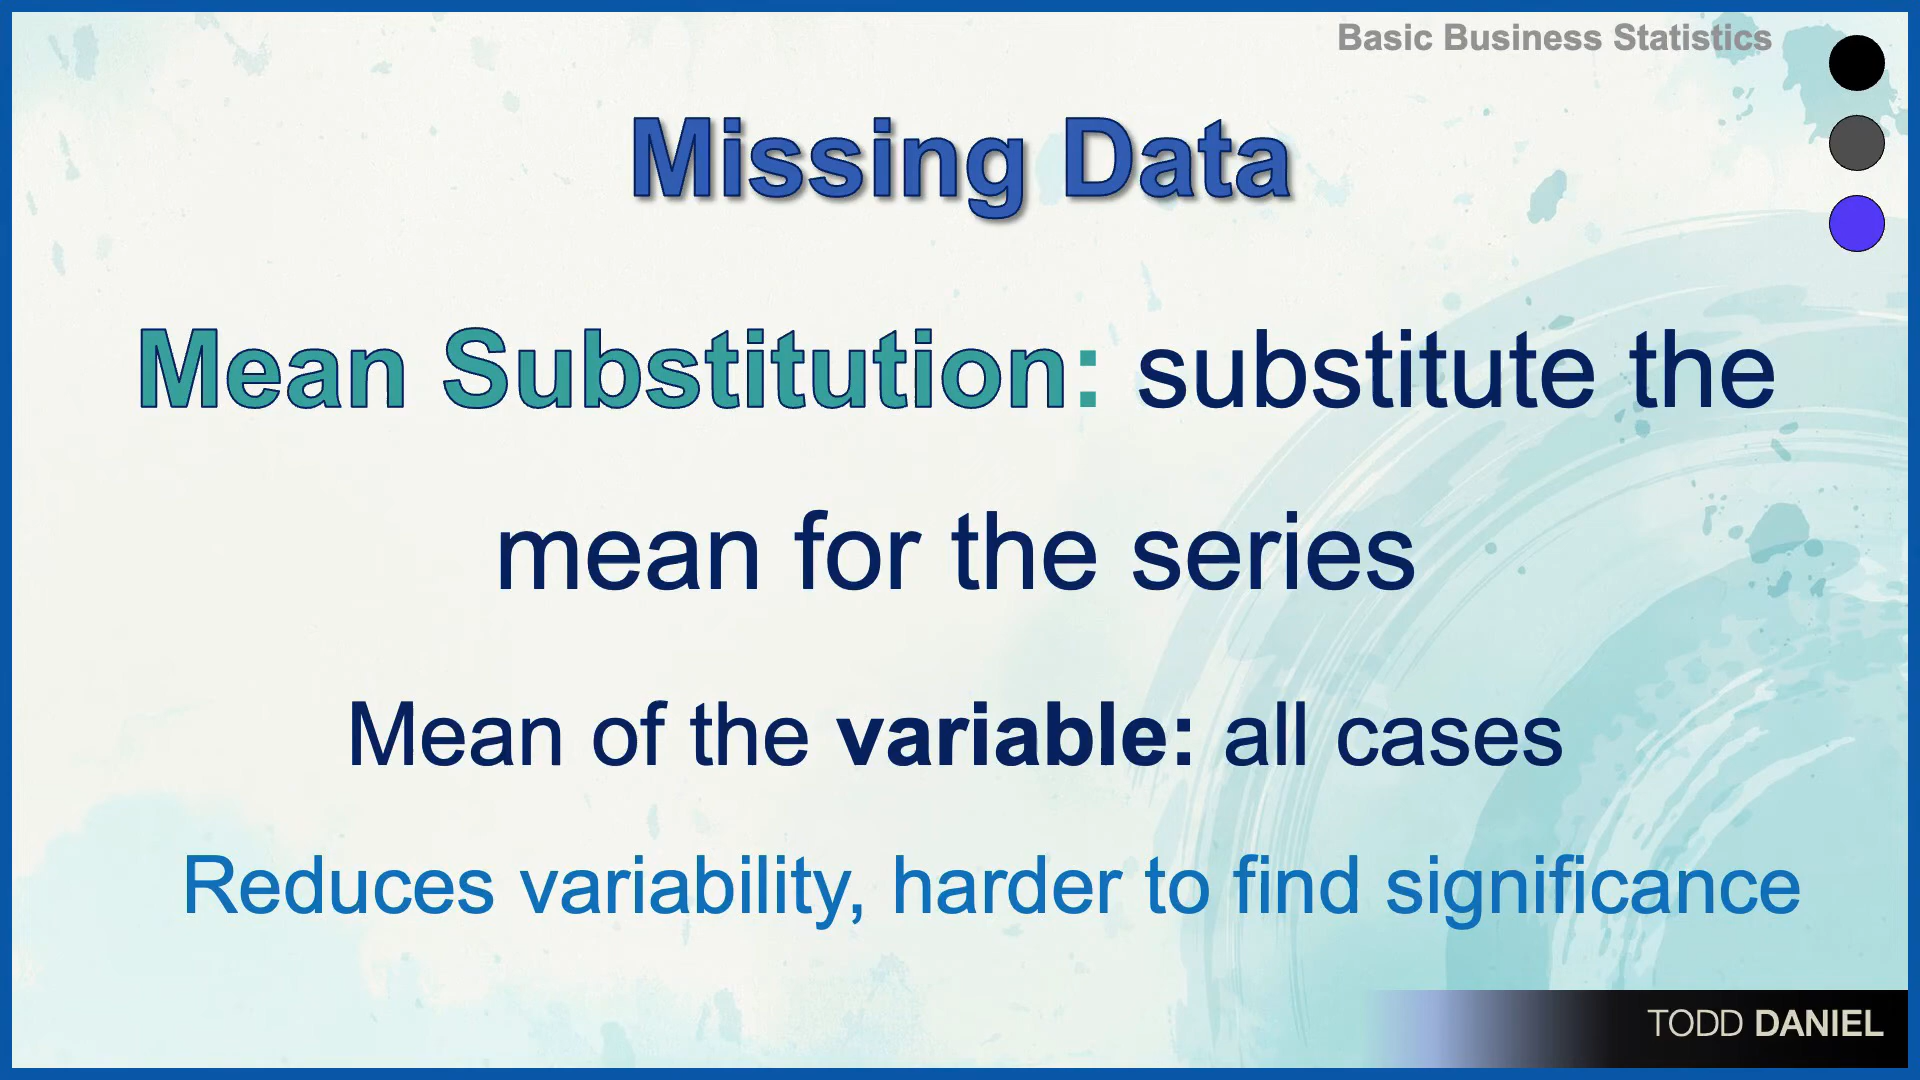 Basic Business Statistics
Missing Data
Mean Substitution: substitute the
mean for the series
Mean of the variable: all cases
Reduces variability, harder to find significance
TODD DANIEL